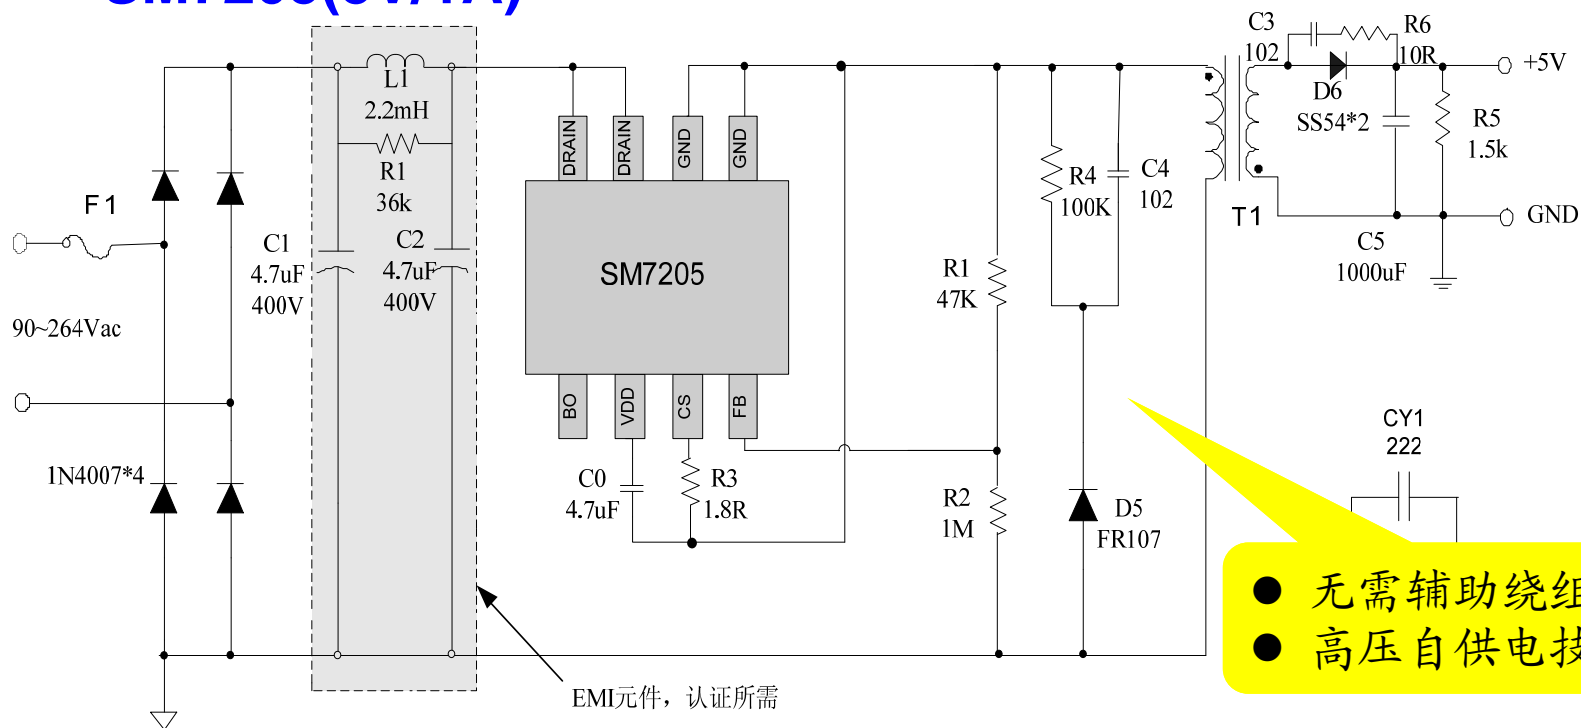 F1
90~264Vac
1N4007*4
L1
2.2mH
R1
36k
C1
4.7uF
400V
C2
4.7uF
400V
EMI元件，认证所需
DRAIN
DRAIN
GND
GND
SM7205
BO
VDD
CS
FB
C0
4.7uF
R3
1.8R
R1
47K
R2
1M
R4
100K
C4
102
D5
FR107
T1
C3
102
R6
10R
D6
SS54*2
R5
1.5k
C5
1000uF
+5V
GND
CY1
222
● 无需辅助绕组
● 高压自供电技